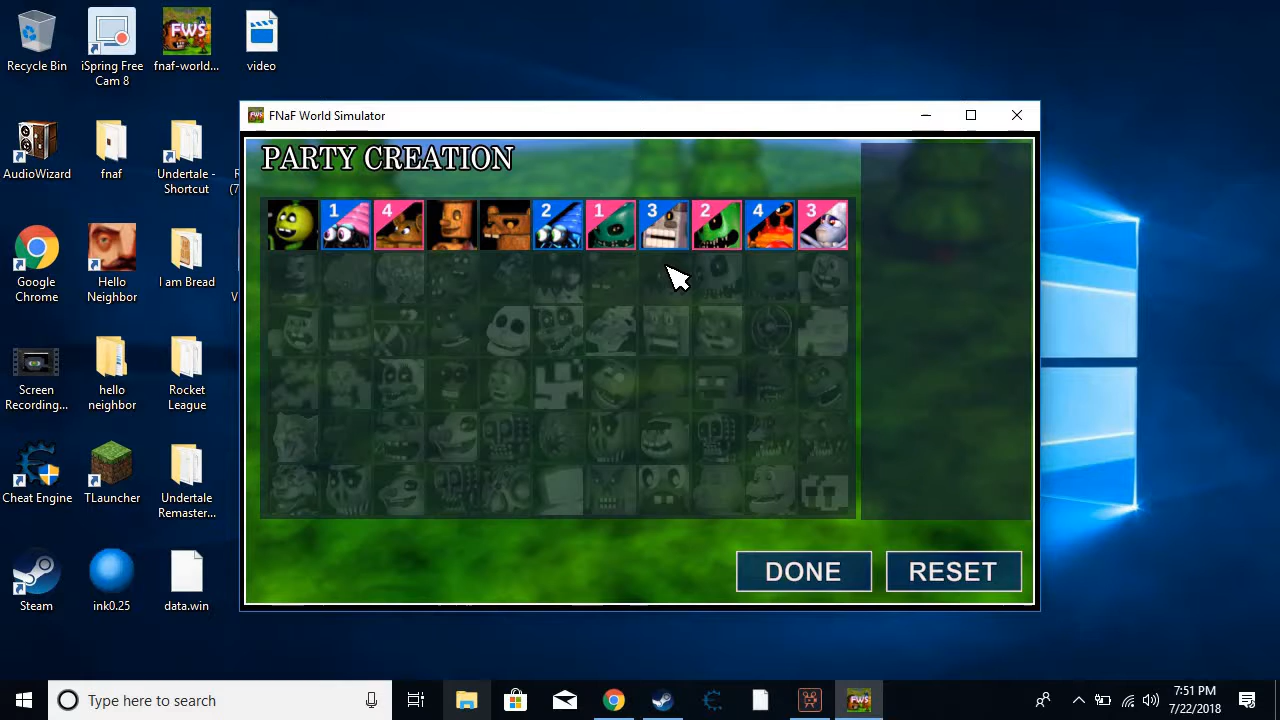 Recycle Bin
iSpring Free
Cam 8
FWS
fnaf-world...
video
AudioWizard
fnaf
Undertale -
Shortcut
R
(7
Google
Chrome
Hello
Neighbor
I am Bread
V
Screen
Recording...
hello
neighbor
Rocket
League
Cheat Engine
TLauncher
Undertale
Remaster...
Steam
ink0.25
data.win
FNaF World Simulator
PARTY CREATION
1
4
2
1
3
2
4
3
DONE
RESET
Type here to search
7:51 PM
7/22/2018